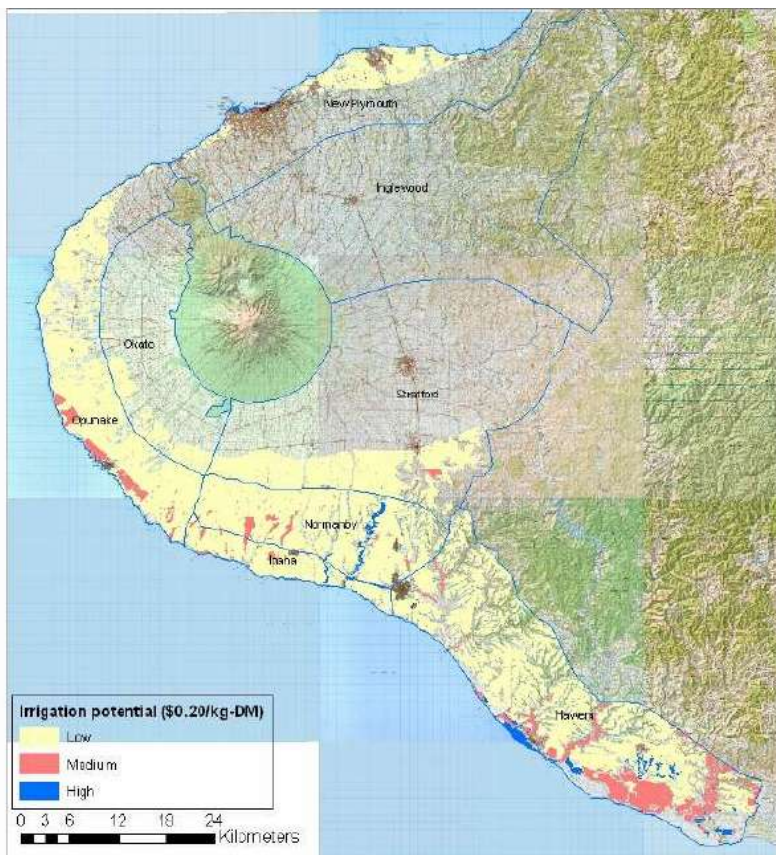 New Plymouth
Inglewood
Okato
Stratford
Opunake
Normanby
Inaha
Hawera
Irrigation potential ($0.20/kg-DM)
Low
Medium
High
0 3 6 12 18 24
Kilometers